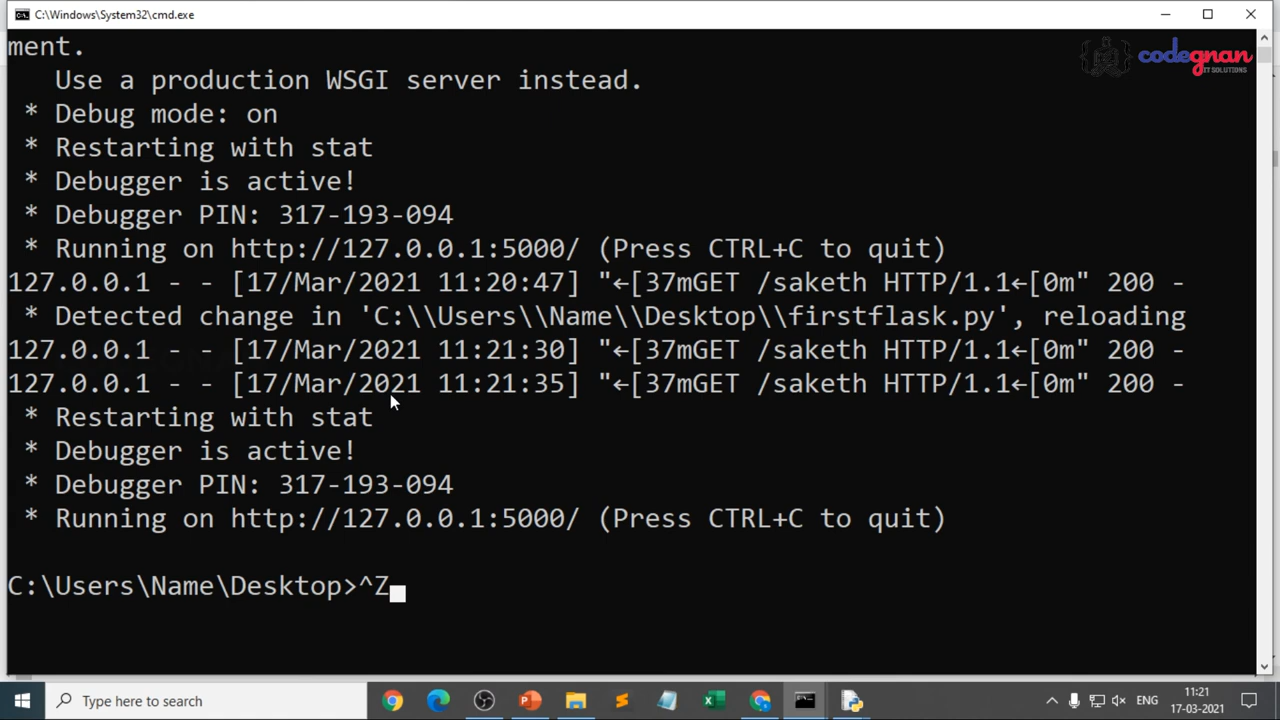 C:\Windows\System32\cmd.exe
codegnan
IT SOLUTIONS
ment.
Use a production WSGI server instead.
* Debug mode: on
* Restarting with stat
* Debugger is active!
* Debugger PIN: 317-193-094
* Running on http://127.0.0.1:5000/ (Press CTRL+C to quit)
127.0.0.1 - - [17/Mar/2021 11:20:47] "←[37mGET /saketh HTTP/1.1←[0m" 200 -
* Detected change in 'C:\\Users\\Name\\Desktop\\firstflask.py', reloading
127.0.0.1 - - [17/Mar/2021 11:21:30] "←[37mGET /saketh HTTP/1.1←[0m" 200 -
127.0.0.1 - - [17/Mar/2021 11:21:35] "←[37mGET /saketh HTTP/1.1←[0m" 200 -
* Restarting with stat
* Debugger is active!
* Debugger PIN: 317-193-094
* Running on http://127.0.0.1:5000/ (Press CTRL+C to quit)
C:\Users\Name\Desktop>^Z
Type here to search
ENG
11:21
17-03-2021